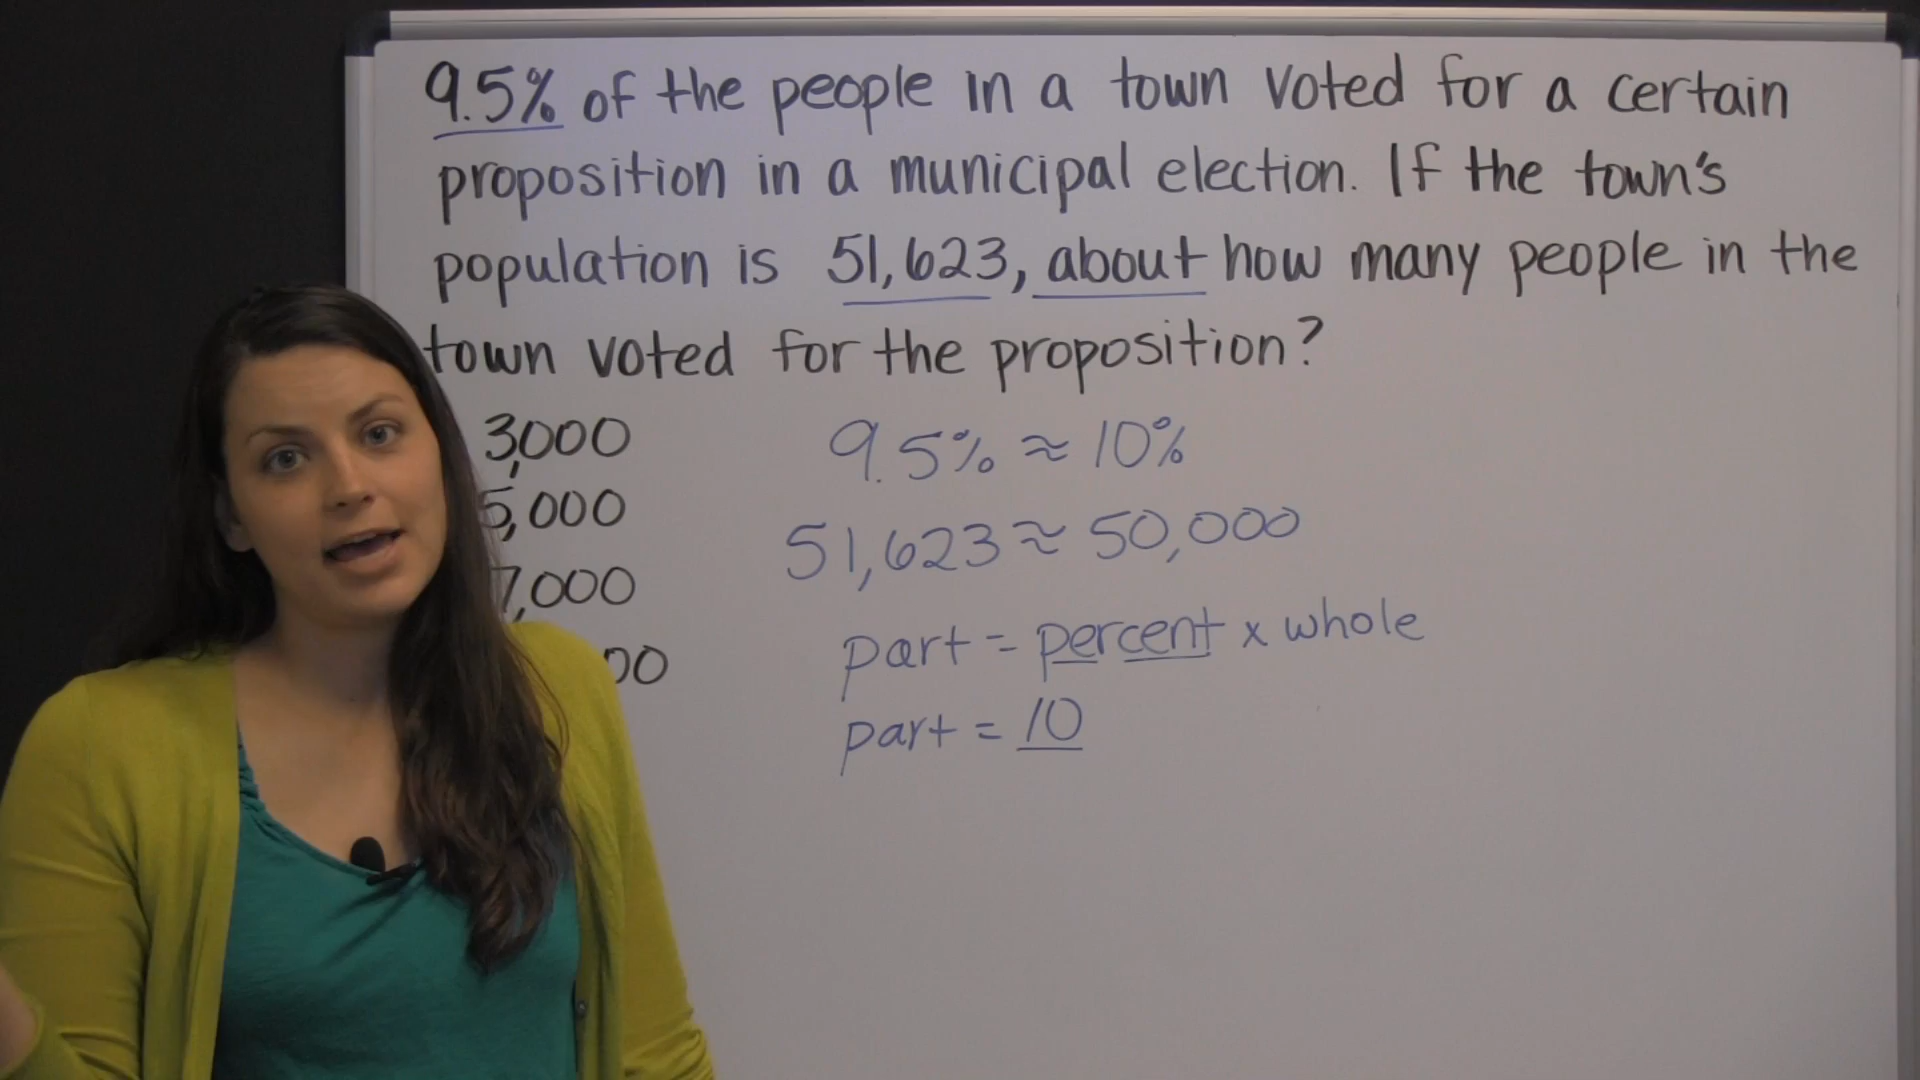 9.5% of the people in a town voted for a certain
proposition in a municipal election. If the town's
population is 51,623, about how many people in the
town voted for the proposition?
3,000
5,000
7,000
00
9.5% ≈ 10%
51,623 ≈ 50,000
part = percent x whole
part = 10